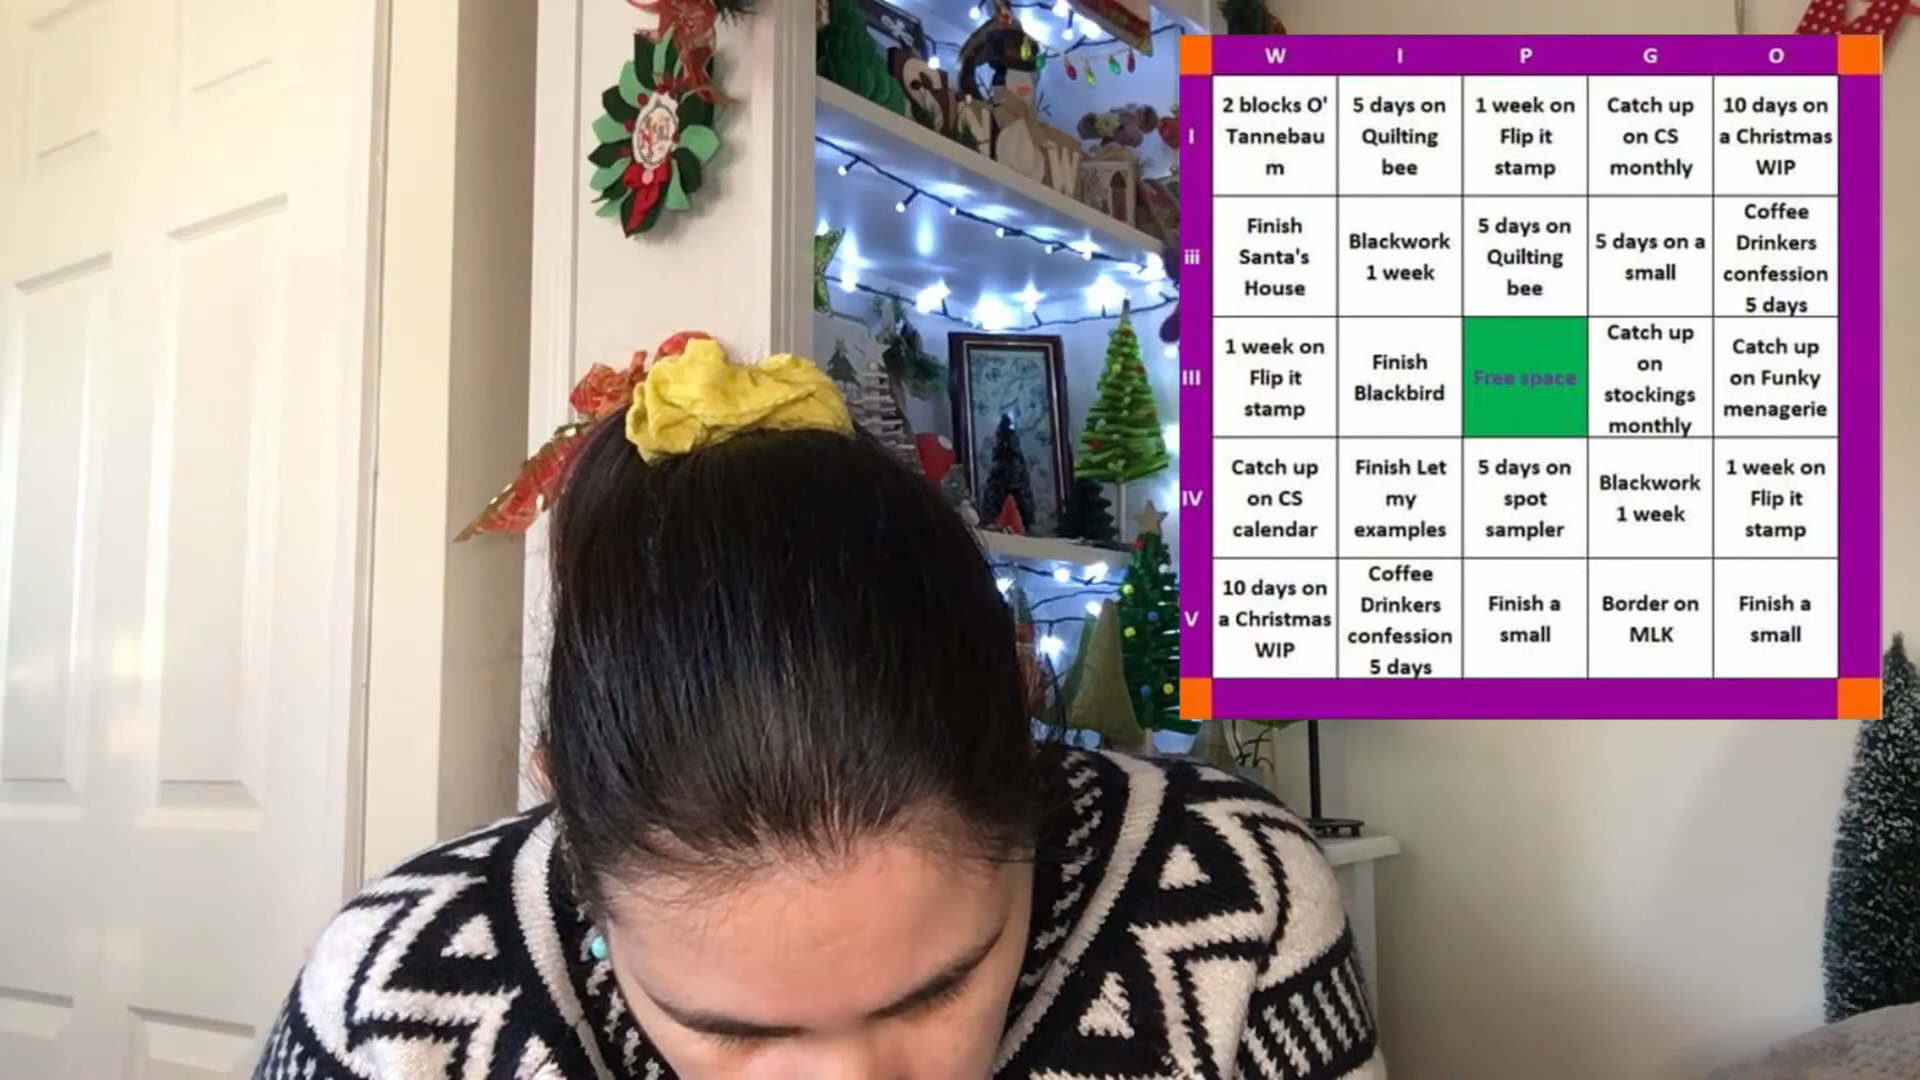 W I P G O
I
2 blocks O'
Tannebau
m
5 days on
Quilting
bee
1 week on
Flip it
stamp
Catch up
on CS
monthly
10 days on
a Christmas
WIP
iii
Finish
Santa's
House
Blackwork
1 week
5 days on
Quilting
bee
5 days on a
small
Coffee
Drinkers
confession
5 days
III
1 week on
Flip it
stamp
Finish
Blackbird
Free space
Catch up
on
stockings
monthly
Catch up
on Funky
menagerie
IV
Catch up
on CS
calendar
Finish Let
my
examples
5 days on
spot
sampler
Blackwork
1 week
1 week on
Flip it
stamp
V
10 days on
a Christmas
WIP
Coffee
Drinkers
confession
5 days
Finish a
small
Border on
MLK
Finish a
small